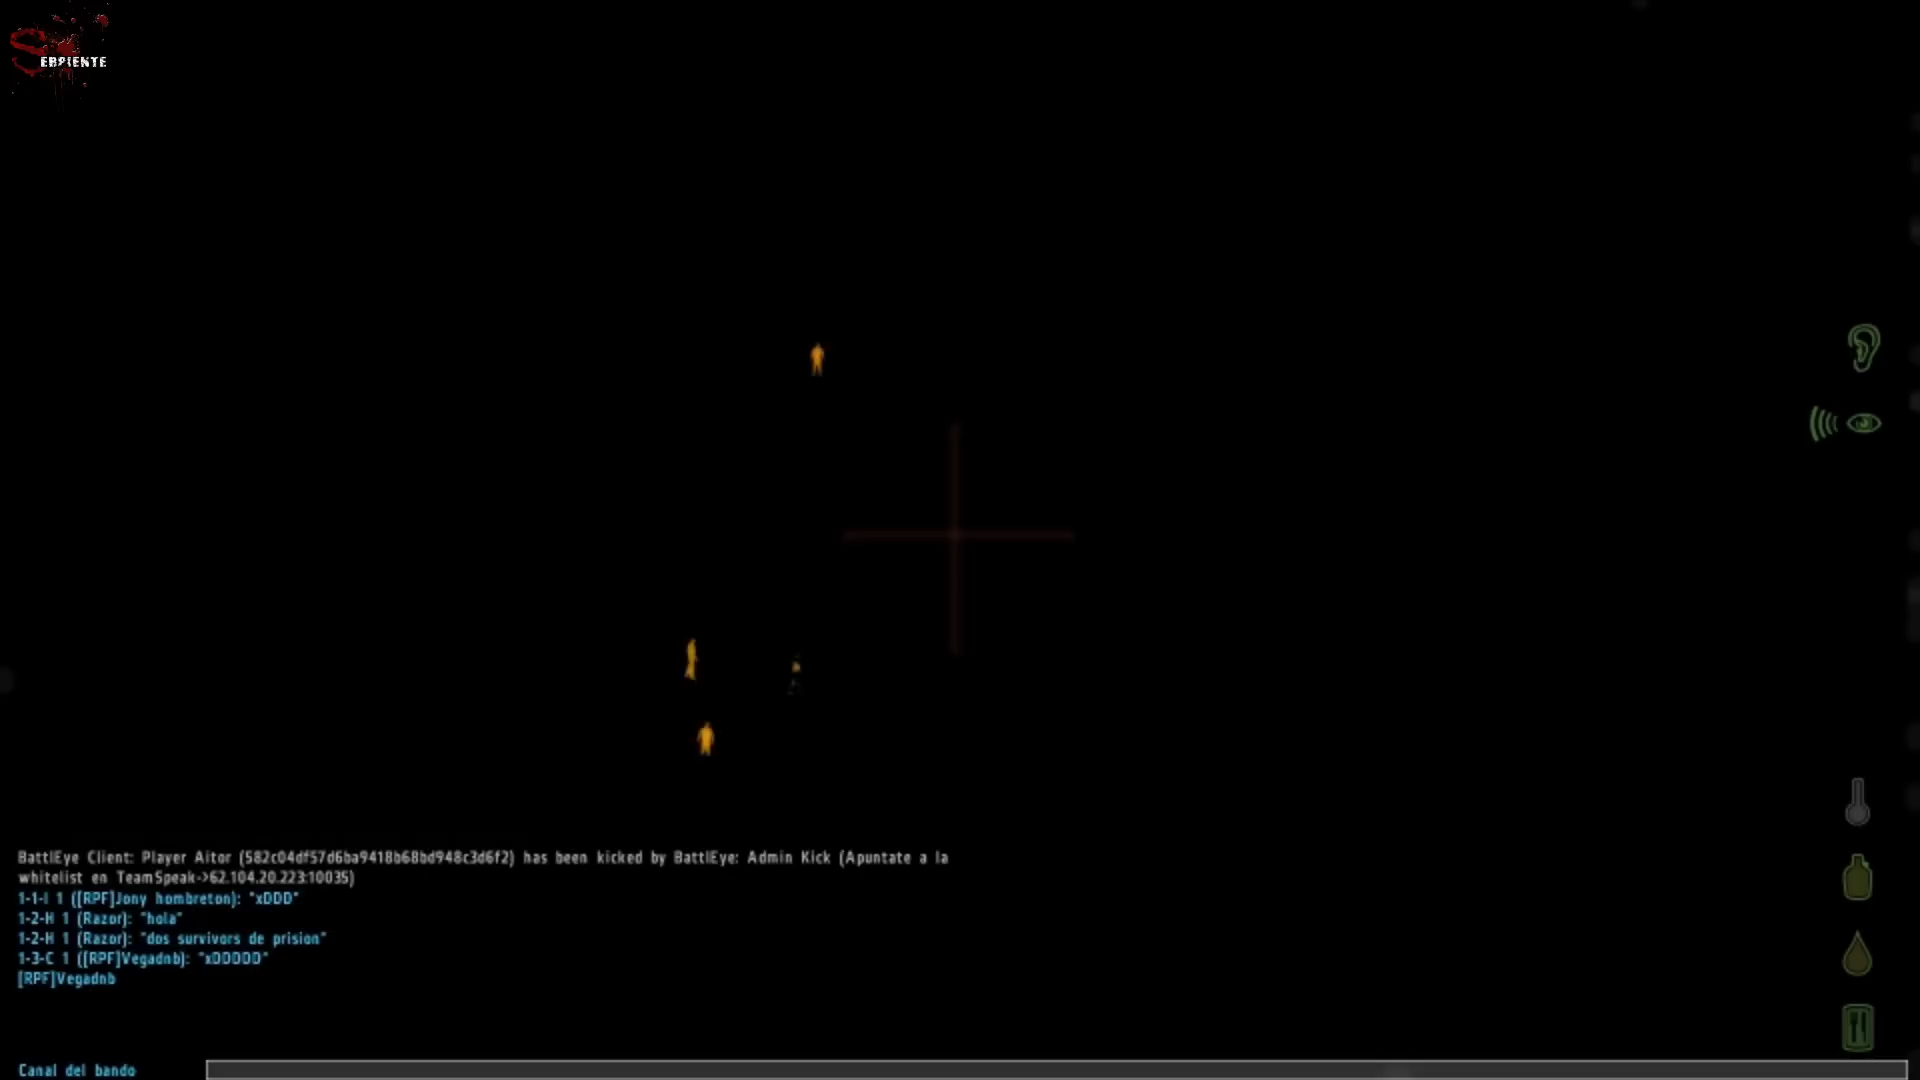 SERPIENTE
BattlEye Client: Player Aitor (582c04df57d6ba9418b68bd948c3d6f2) has been kicked by BattlEye: Admin Kick (Apuntate a la
whitelist en TeamSpeak->62.104.20.223:10035)
1-1-I 1 ([RPF]Jony hombreton): "xDDD"
1-2-H 1 (Razor): "hola"
1-2-H 1 (Razor): "dos survivors de prision"
1-3-C 1 ([RPF]Vegadnb): "xDDDDD"
[RPF]Vegadnb
Canal del bando